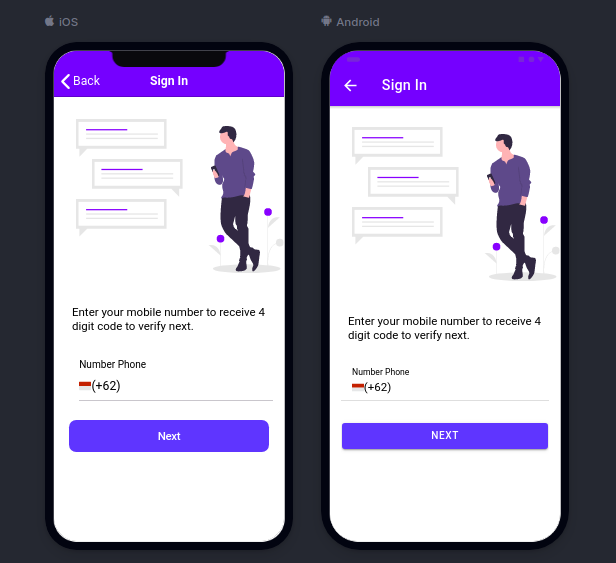 iOS
Back
Sign In
Enter your mobile number to receive 4
digit code to verify next.
Number Phone
(+62)
Next
Android
Sign In
Enter your mobile number to receive 4
digit code to verify next.
Number Phone
(+62)
NEXT